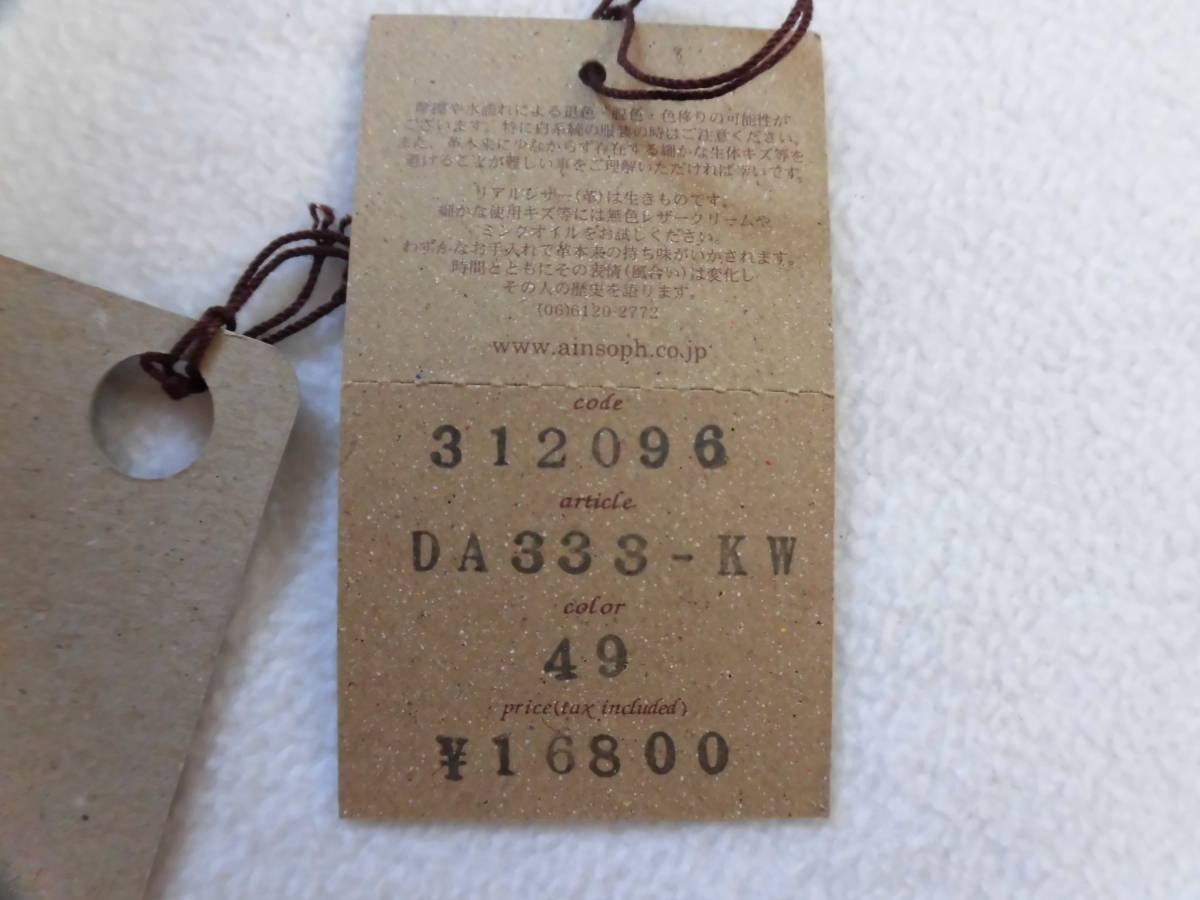 摩擦や水濡れによる退色・脱色・色移りの可能性が
ございます。特に白系統の服装の時はご注意ください。
また、革本来に少なからず存在する細かな生体キズ等を
避けることが難しい事をご理解いただければ幸いです。
リアルレザー(革)は生きものです。
細かな使用キズ等には無色レザークリームや
ミンクオイルをお試しください。
わずかなお手入れで革本来の持ち味がいかされます。
時間とともにその表情(風合い)は変化し
その人の歴史を語ります。
(06)6120-2772
www.ainsoph.co.jp
code
312096
article
DA333-KW
color
49
price(tax included)
¥16800